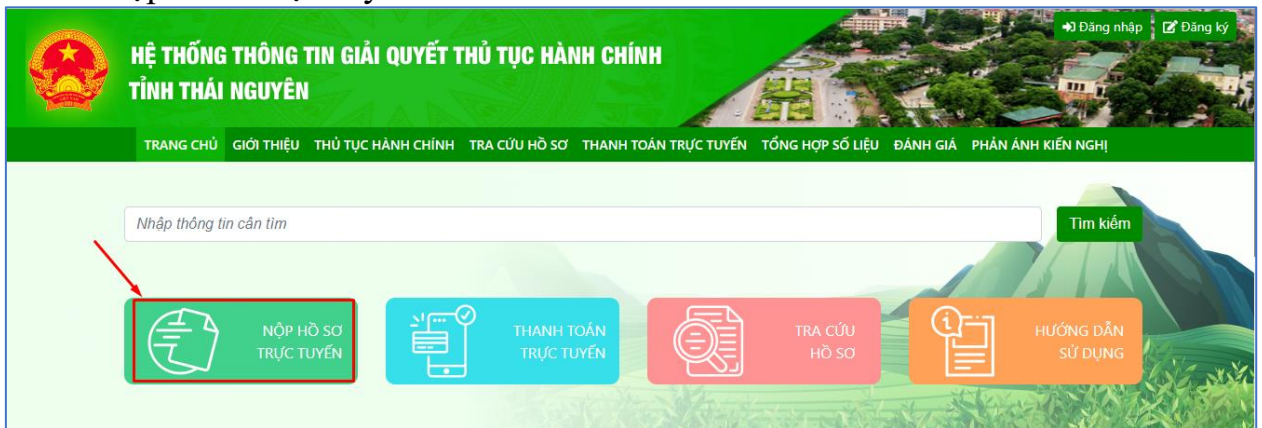 Đăng nhập
Đăng ký
HỆ THỐNG THÔNG TIN GIẢI QUYẾT THỦ TỤC HÀNH CHÍNH
TỈNH THÁI NGUYÊN
TRANG CHỦ GIỚI THIỆU THỦ TỤC HÀNH CHÍNH TRA CỨU HỒ SƠ THANH TOÁN TRỰC TUYẾN TỔNG HỢP SỐ LIỆU ĐÁNH GIÁ PHẢN ÁNH KIẾN NGHỊ
Nhập thông tin cần tìm
Tìm kiếm
NỘP HỒ SƠ
TRỰC TUYẾN
THANH TOÁN
TRỰC TUYẾN
TRA CỨU
HỒ SƠ
HƯỚNG DẪN
SỬ DỤNG